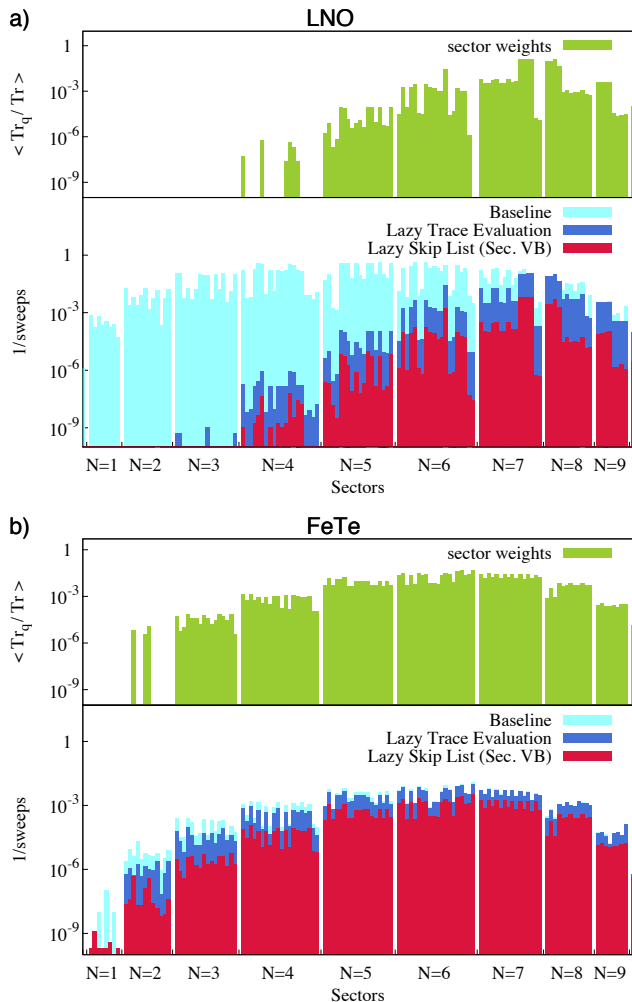 a)
LNO
1
10-3
10-6
10-9
< Trq / Tr >
sector weights
Baseline
Lazy Trace Evaluation
Lazy Skip List (Sec. VB)
1
10-3
10-6
10-9
1/sweeps
N=1 N=2 N=3 N=4 N=5 N=6 N=7 N=8 N=9
Sectors
b)
FeTe
1
10-3
10-6
10-9
< Trq / Tr >
sector weights
Baseline
Lazy Trace Evaluation
Lazy Skip List (Sec. VB)
1
10-3
10-6
10-9
1/sweeps
N=1 N=2 N=3 N=4 N=5 N=6 N=7 N=8 N=9
Sectors